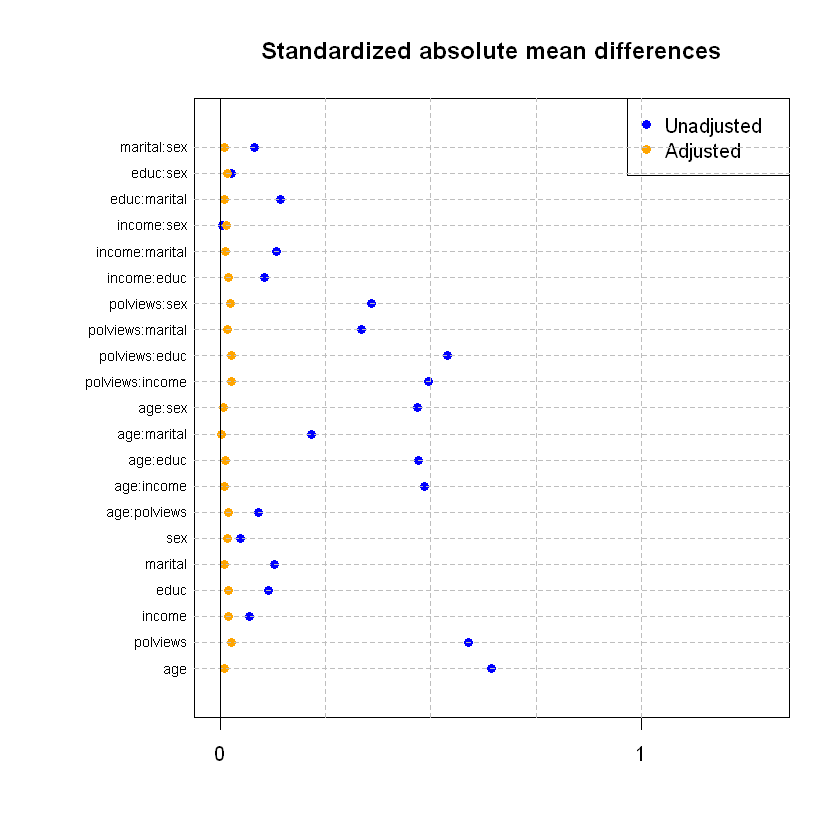 Standardized absolute mean differences
Unadjusted
Adjusted
marital:sex
educ:sex
educ:marital
income:sex
income:marital
income:educ
polviews:sex
polviews:marital
polviews:educ
polviews:income
age:sex
age:marital
age:educ
age:income
age:polviews
sex
marital
educ
income
polviews
age
0 1